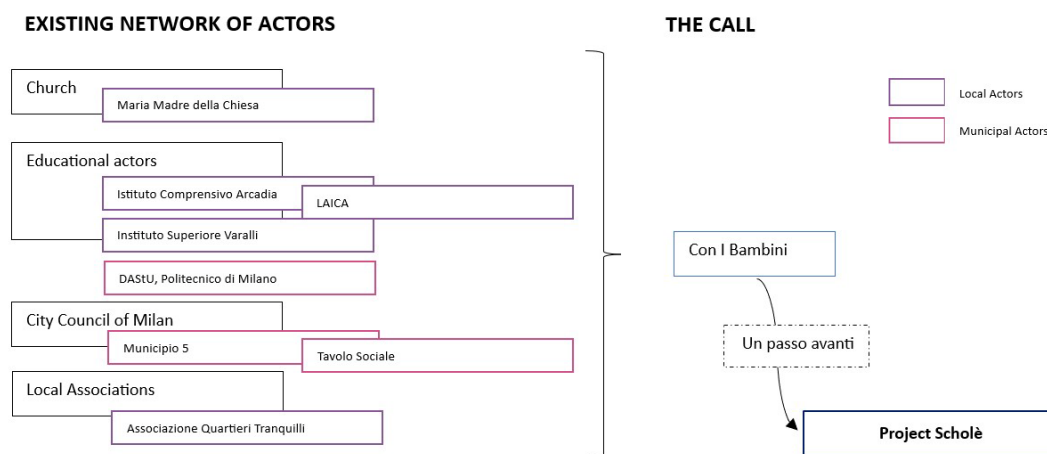 EXISTING NETWORK OF ACTORS
THE CALL
Church
Maria Madre della Chiesa
Educational actors
Istituto Comprensivo Arcadia
LAICA
Instituto Superiore Varalli
DAStU, Politecnico di Milano
City Council of Milan
Municipio 5
Tavolo Sociale
Local Associations
Associazione Quartieri Tranquilli
Local Actors
Municipal Actors
Con I Bambini
Un passo avanti
Project Scholè